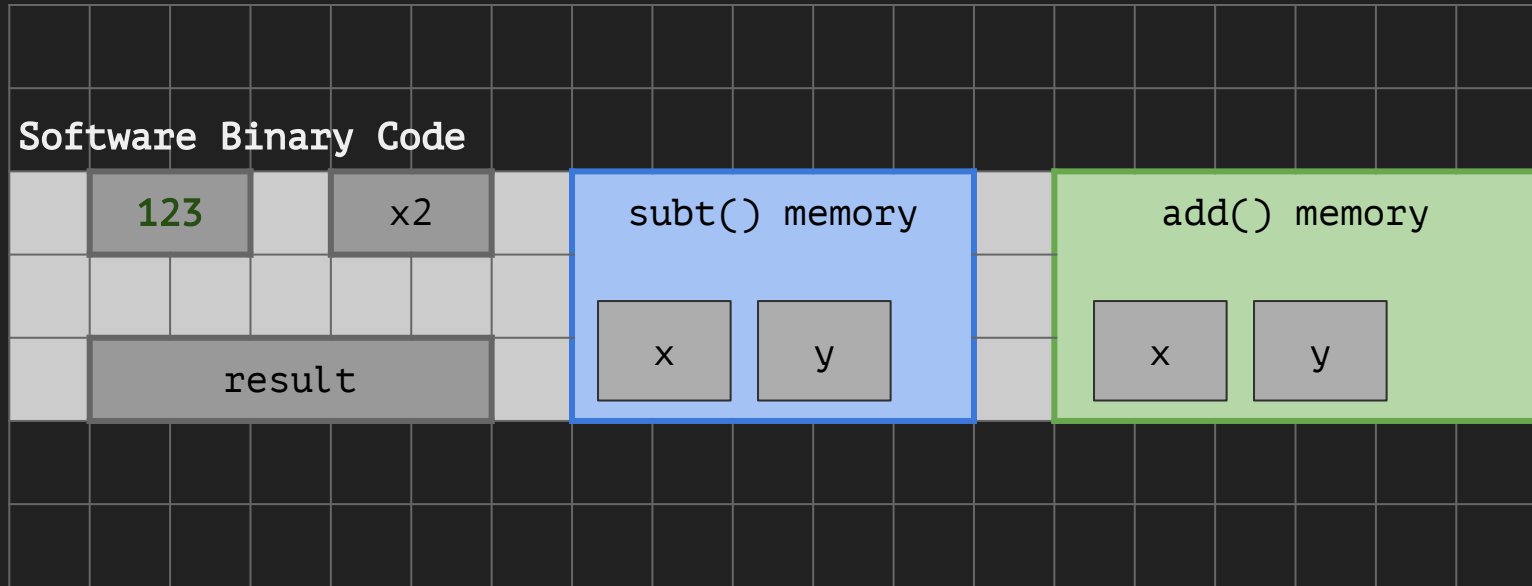 Software Binary Code
123
x2
subt() memory
add() memory
x
y
x
y
result